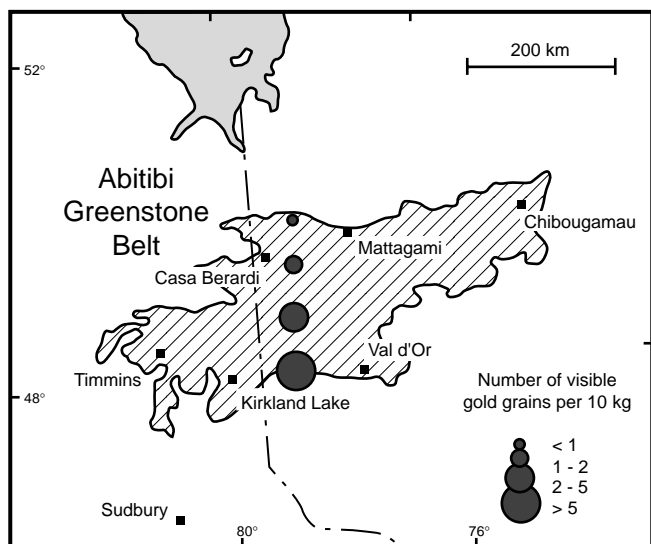 52°
200 km
Abitibi
Greenstone
Belt
Chibougamau
Mattagami
Casa Berardi
Val d'Or
Timmins
Kirkland Lake
48°
Number of visible
gold grains per 10 kg
< 1
1 - 2
2 - 5
> 5
Sudbury
80°
76°